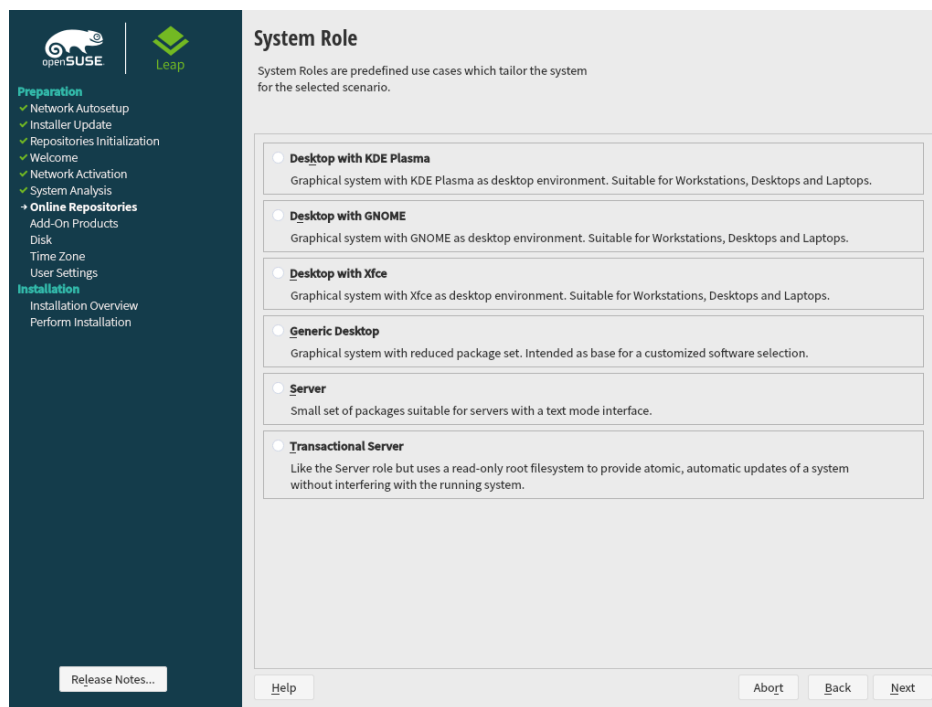 openSUSE
Leap
Preparation
Network Autosetup
Installer Update
Repositories Initialization
Welcome
Network Activation
System Analysis
Online Repositories
Add-On Products
Disk
Time Zone
User Settings
Installation
Installation Overview
Perform Installation
Release Notes...
System Role
System Roles are predefined use cases which tailor the system
for the selected scenario.
Desktop with KDE Plasma
Graphical system with KDE Plasma as desktop environment. Suitable for Workstations, Desktops and Laptops.
Desktop with GNOME
Graphical system with GNOME as desktop environment. Suitable for Workstations, Desktops and Laptops.
Desktop with Xfce
Graphical system with Xfce as desktop environment. Suitable for Workstations, Desktops and Laptops.
Generic Desktop
Graphical system with reduced package set. Intended as base for a customized software selection.
Server
Small set of packages suitable for servers with a text mode interface.
Transactional Server
Like the Server role but uses a read-only root filesystem to provide atomic, automatic updates of a system
without interfering with the running system.
Help
Abort
Back
Next